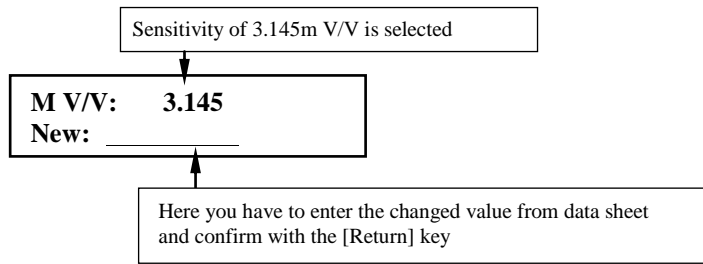 Sensitivity of 3.145m V/V is selected
M V/V: 3.145
New: ____________
Here you have to enter the changed value from data sheet
and confirm with the [Return] key